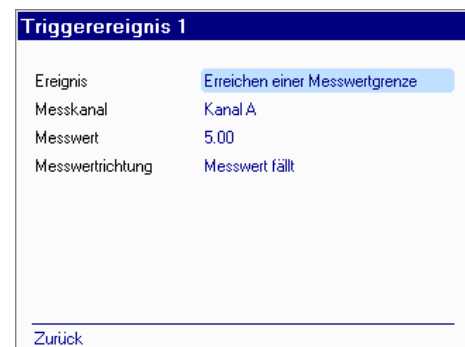 Triggerereignis 1
Ereignis Erreichen einer Messwertgrenze
Messkanal Kanal A
Messwert 5.00
Messwertrichtung Messwert fällt
Zurück